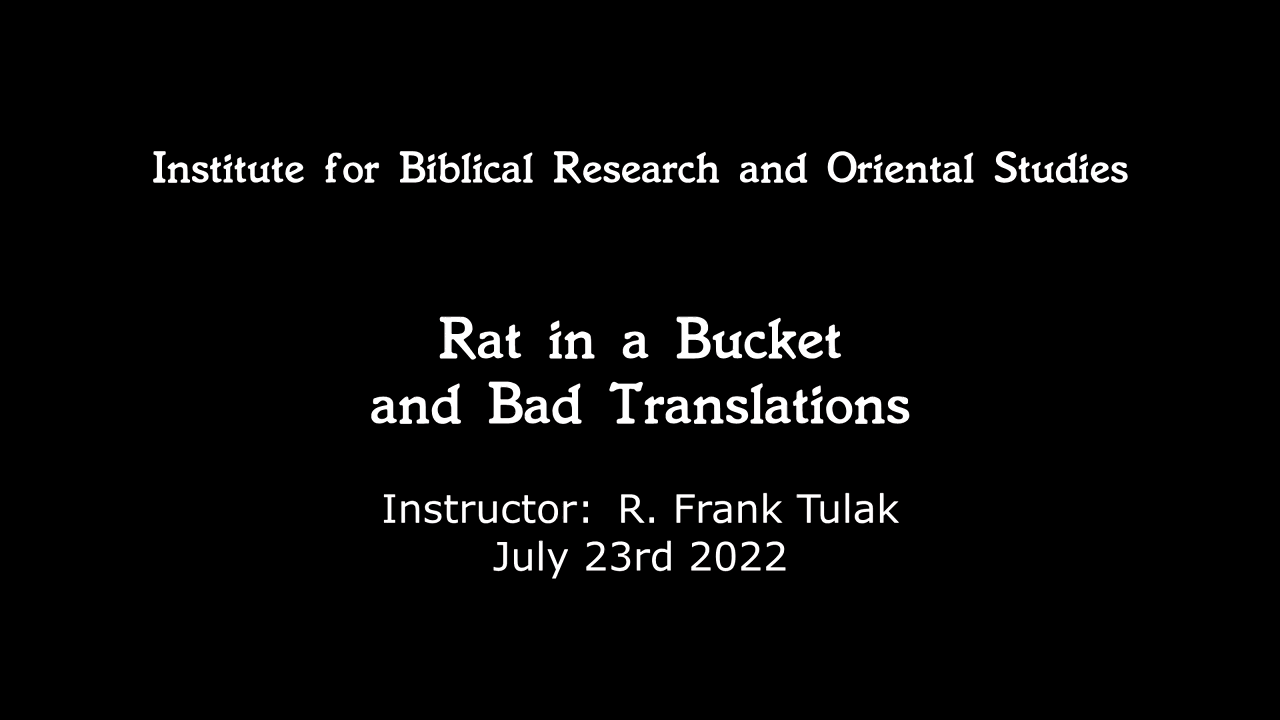 Institute for Biblical Research and Oriental Studies
Rat in a Bucket
and Bad Translations
Instructor: R. Frank Tulak
July 23rd 2022